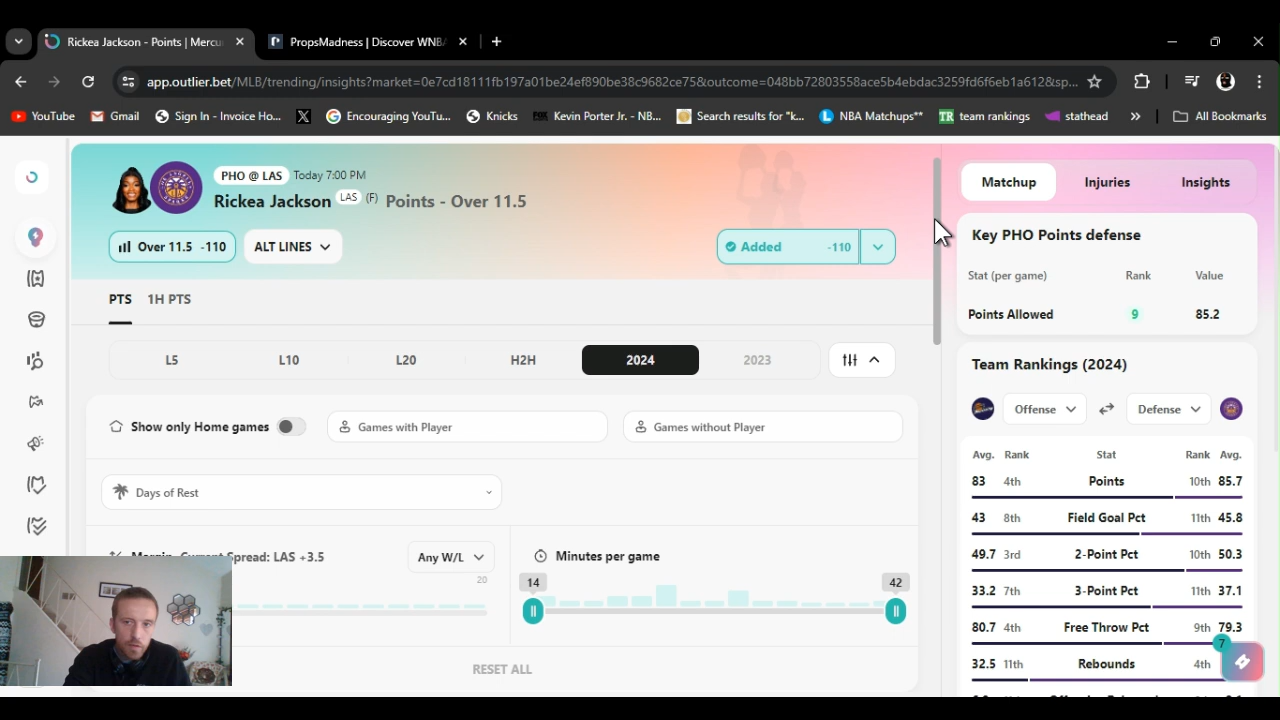 Rickea Jackson - Points | Mercu
PropsMadness | Discover WNBA
app.outlier.bet/MLB/trending/insights?market=0e7cd18111fb197a01be24ef890be38c9682ce75&outcome=048bb72803558ace5b4ebdac3259fd6f6eb1a612&sp...
YouTube
Gmail
Sign In - Invoice Ho...
Encouraging YouTu...
Knicks
Kevin Porter Jr. - NB...
Search results for "k...
NBA Matchups**
TR team rankings
stathead
All Bookmarks
PHO @ LAS Today 7:00 PM
Rickea Jackson LAS (F) Points - Over 11.5
Over 11.5 -110
ALT LINES
Added -110
PTS 1H PTS
L5 L10 L20 H2H 2024 2023
Show only Home games
Games with Player
Games without Player
Days of Rest
Current Spread: LAS +3.5
Any W/L
20
Minutes per game
14 42
RESET ALL
Matchup Injuries Insights
Key PHO Points defense
Stat (per game) Rank Value
Points Allowed 9 85.2
Team Rankings (2024)
Offense Defense
Avg. Rank Stat Rank Avg.
83 4th Points 10th 85.7
43 8th Field Goal Pct 11th 45.8
49.7 3rd 2-Point Pct 10th 50.3
33.2 7th 3-Point Pct 11th 37.1
80.7 4th Free Throw Pct 9th 79.3
32.5 11th Rebounds 4th
7